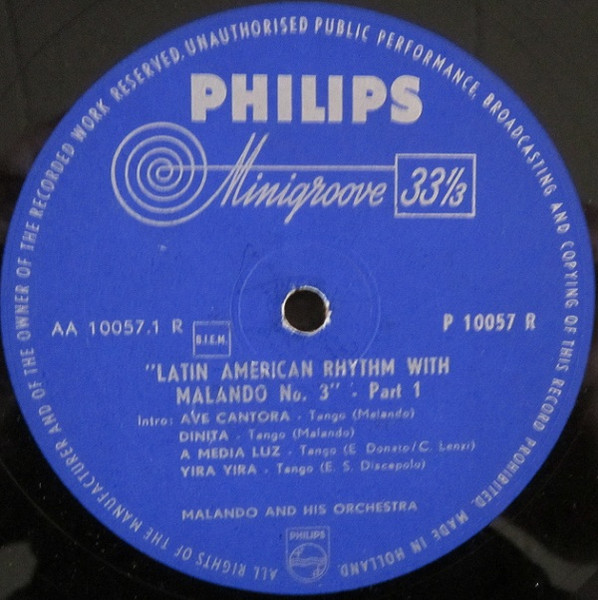 ALL RIGHTS OF THE MANUFACTURER AND OF THE OWNER OF THE RECORDED WORK RESERVED. UNAUTHORISED PUBLIC PERFORMANCE, BROADCASTING AND COPYING OF THIS RECORD PROHIBITED. MADE IN HOLLAND.
PHILIPS
Minigroove 33⅓
AA 10057.1 R B.I.E.M. P 10057 R
"LATIN AMERICAN RHYTHM WITH
MALANDO No. 3" - Part 1
Intro: AVE CANTORA - Tango (Malando)
DINITA - Tango (Malando)
A MEDIA LUZ - Tango (E. Donato/C. Lenzi)
YIRA YIRA - Tango (E. S. Discepolo)
MALANDO AND HIS ORCHESTRA
PHILIPS